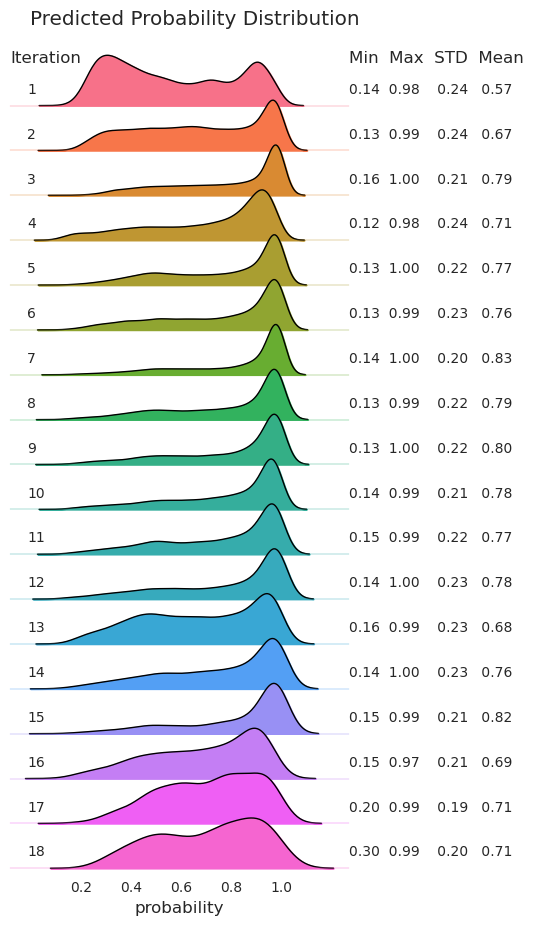 Predicted Probability Distribution
Iteration Min Max STD Mean
1 0.14 0.98 0.24 0.57
2 0.13 0.99 0.24 0.67
3 0.16 1.00 0.21 0.79
4 0.12 0.98 0.24 0.71
5 0.13 1.00 0.22 0.77
6 0.13 0.99 0.23 0.76
7 0.14 1.00 0.20 0.83
8 0.13 0.99 0.22 0.79
9 0.13 1.00 0.22 0.80
10 0.14 0.99 0.21 0.78
11 0.15 0.99 0.22 0.77
12 0.14 1.00 0.23 0.78
13 0.16 0.99 0.23 0.68
14 0.14 1.00 0.23 0.76
15 0.15 0.99 0.21 0.82
16 0.15 0.97 0.21 0.69
17 0.20 0.99 0.19 0.71
18 0.30 0.99 0.20 0.71
0.2 0.4 0.6 0.8 1.0
probability